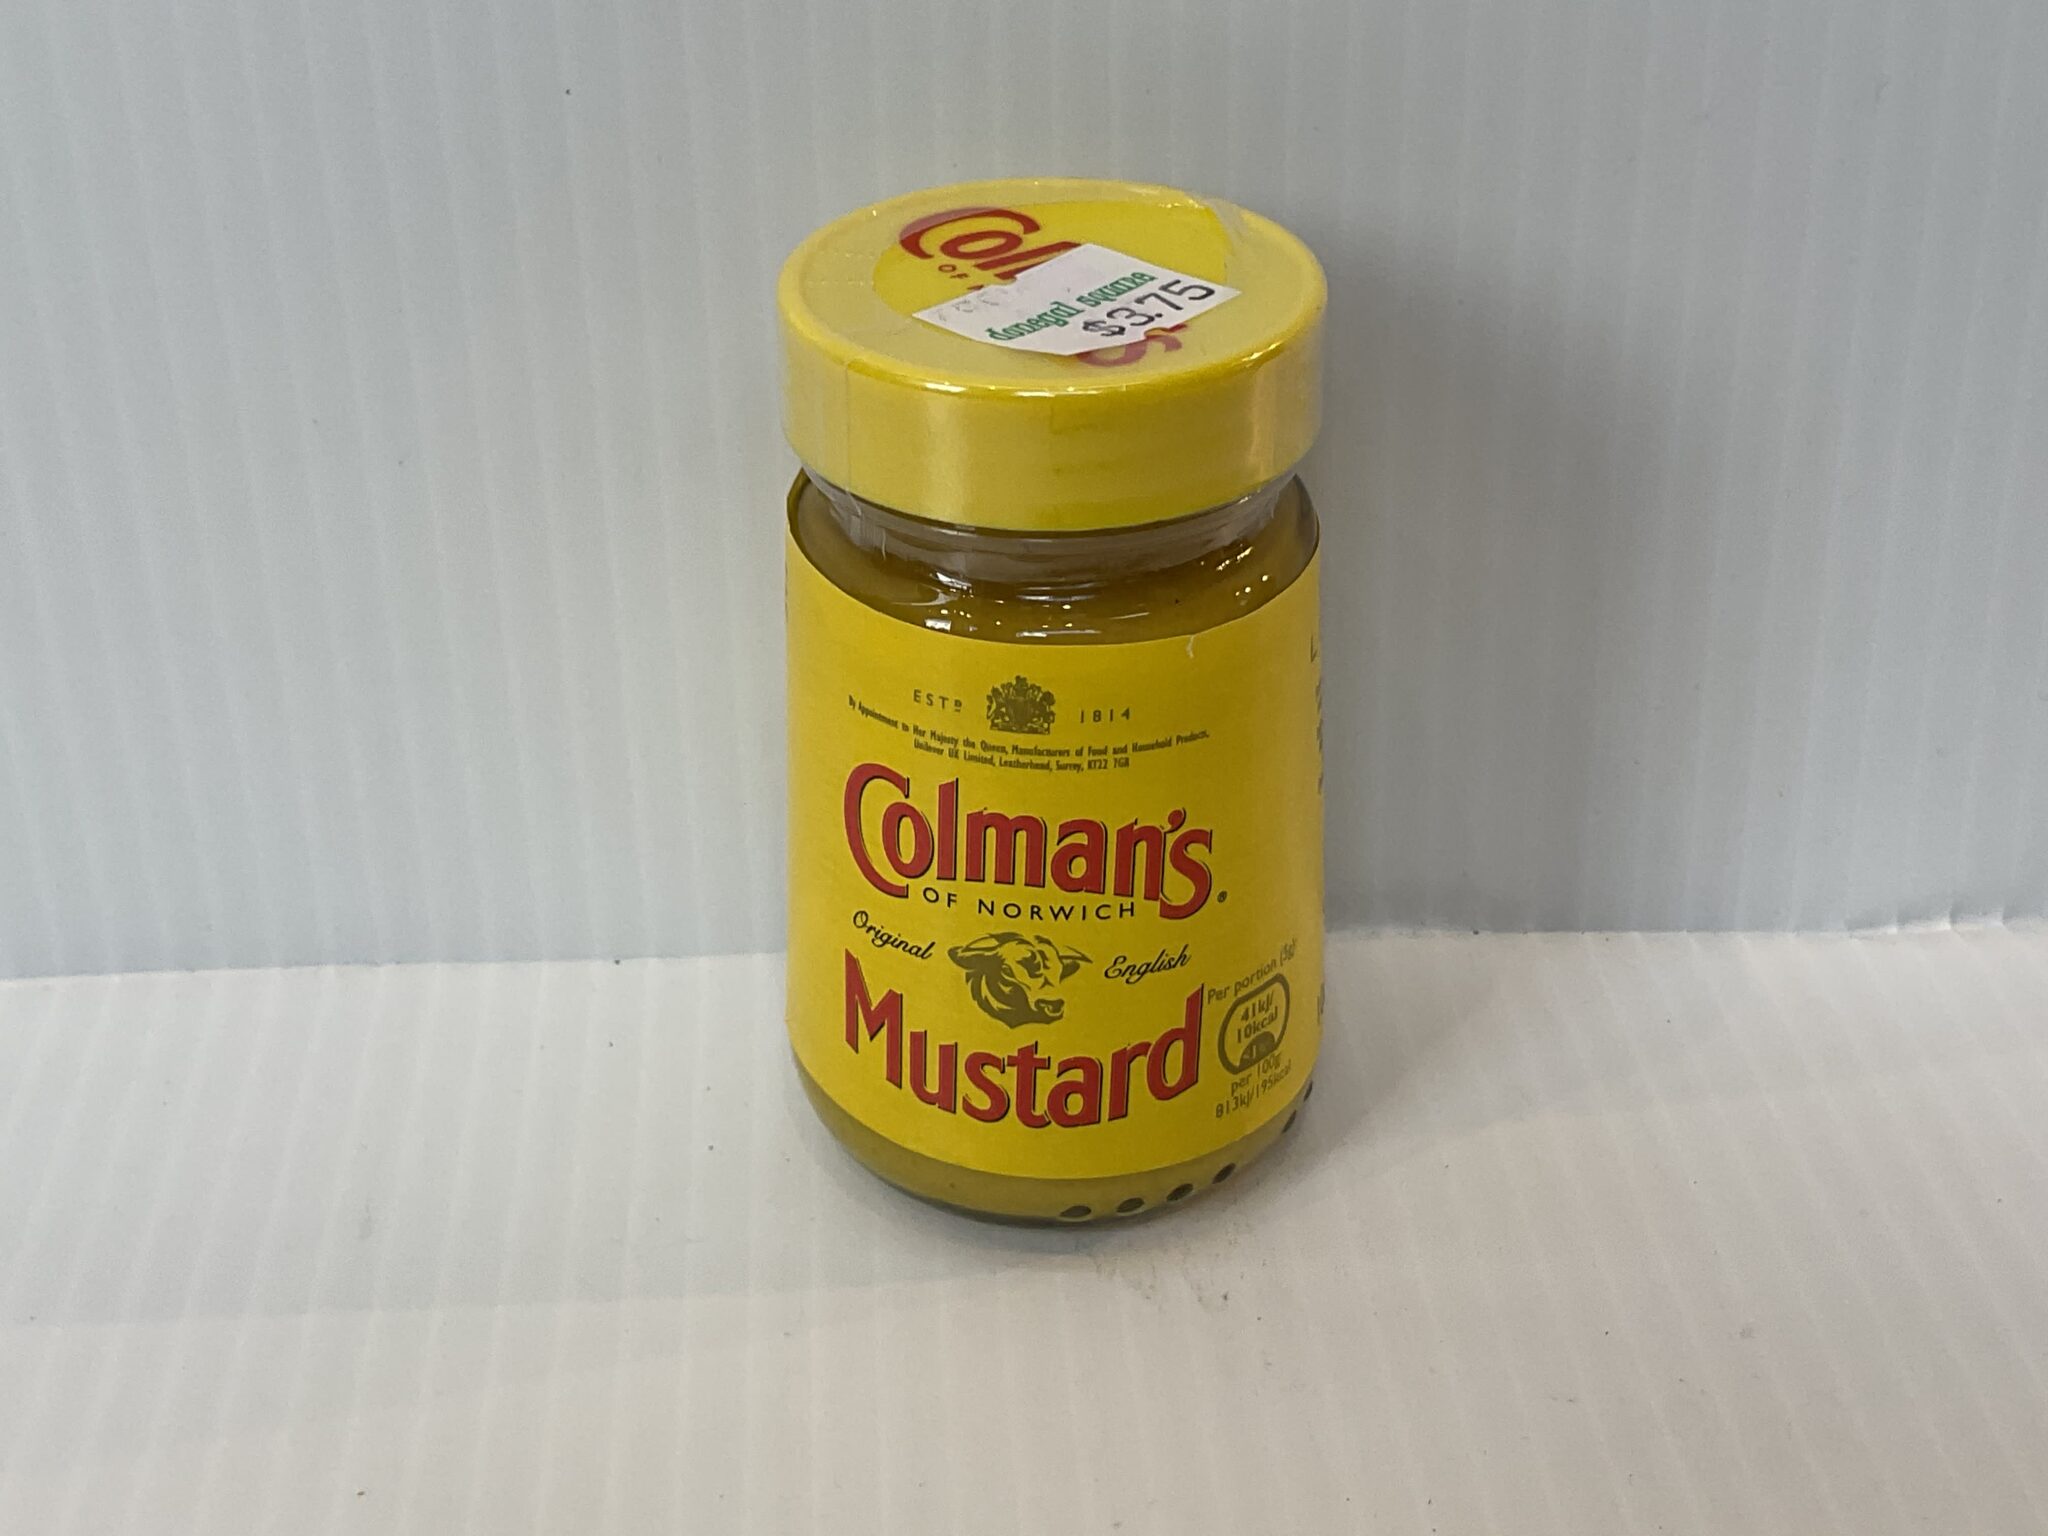 donegal square
$3.75
ESTD 1814
By Appointment to Her Majesty the Queen, Manufacturers of Food and Household Products,
Unilever UK Limited, Leatherhead, Surrey, KT22 7GR
Colman's
OF NORWICH
Original English
Mustard
Per portion (5g):
41kJ/
10kcal
per 100g
813kJ/195kcal